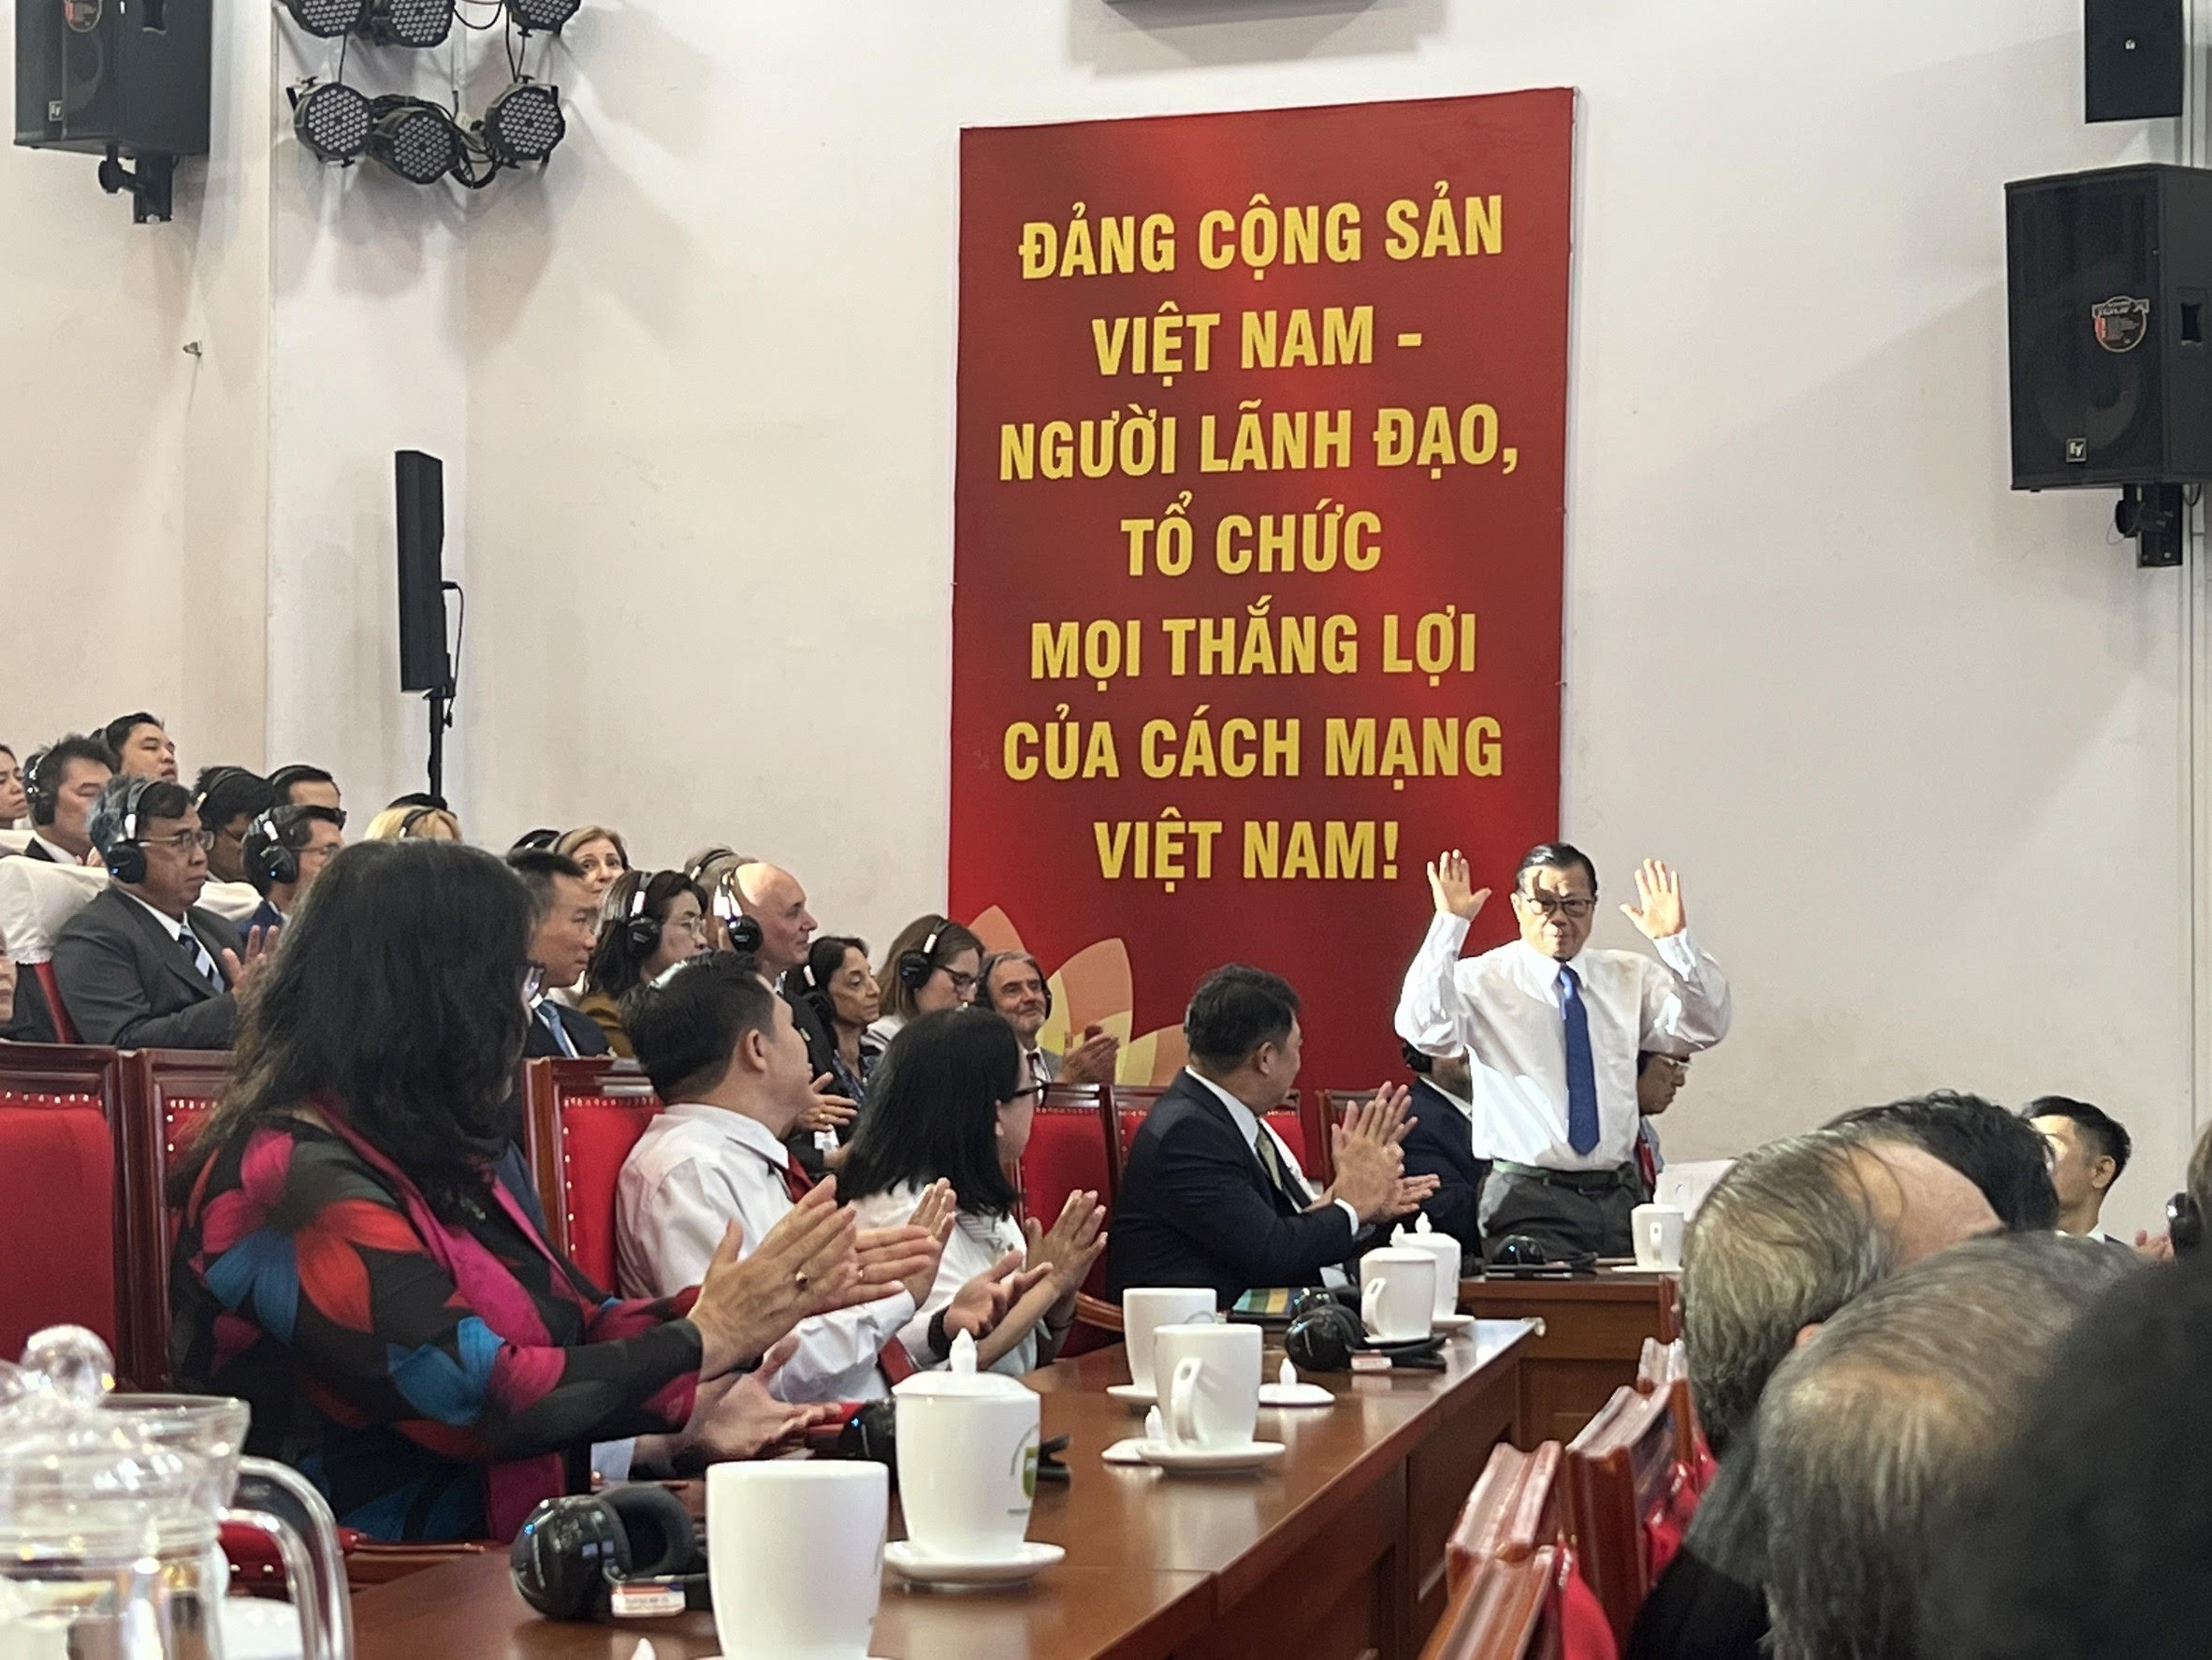 ĐẢNG CỘNG SẢN
VIỆT NAM -
NGƯỜI LÃNH ĐẠO,
TỔ CHỨC
MỌI THẮNG LỢI
CỦA CÁCH MẠNG
VIỆT NAM!